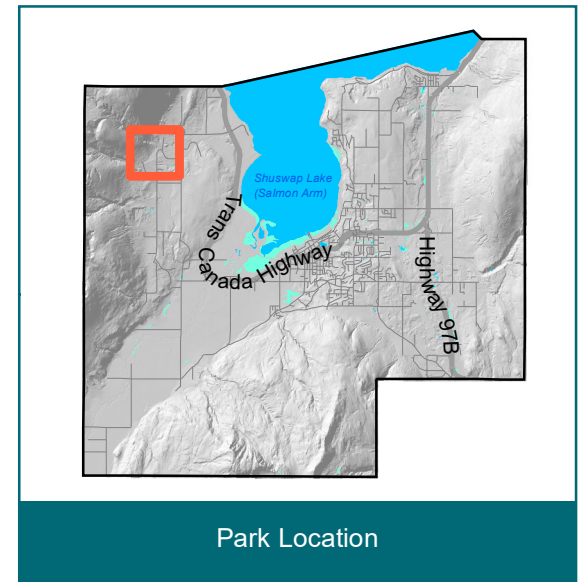 Shuswap Lake
(Salmon Arm)
Trans Canada Highway
Highway 97B
Park Location